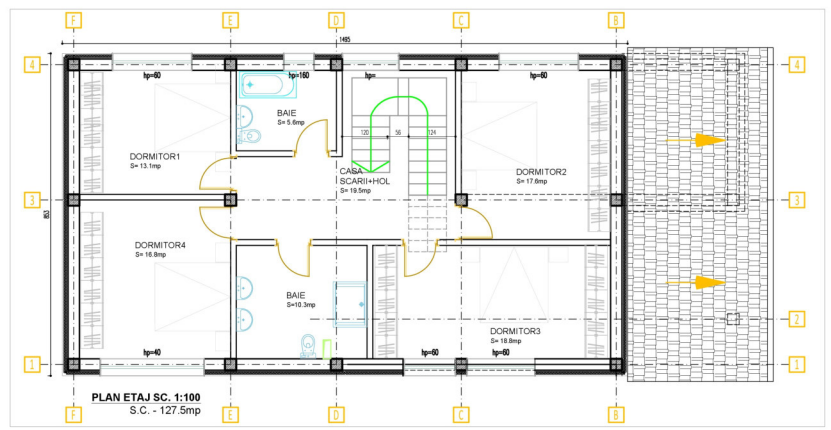 F E D C B
1495
4 4
hp=60 hp=160 hp= hp=60
BAIE
S= 5.6mp
120 56 124
DORMITOR1
S= 13.1mp
CASA
SCARII+HOL
S= 19.5mp
DORMITOR2
S= 17.6mp
3 3
853
DORMITOR4
S= 16.8mp
BAIE
S=10.3mp
2
DORMITOR3
S= 18.8mp
hp=40 hp=60 hp=60
1 1
PLAN ETAJ SC. 1:100
S.C. - 127.5mp
F E D C B